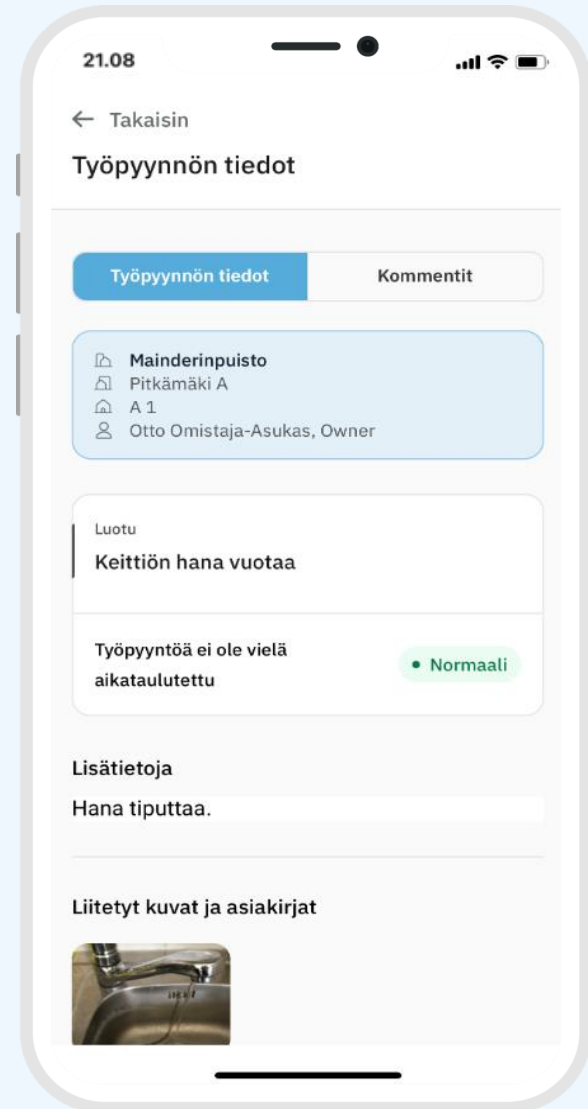 21.08
← Takaisin
Työpyynnön tiedot
Työpyynnön tiedot
Kommentit
Mainderinpuisto
Pitkämäki A
A 1
Otto Omistaja-Asukas, Owner
Luotu
Keittiön hana vuotaa
Työpyyntöä ei ole vielä
aikataulutettu
• Normaali
Lisätietoja
Hana tiputtaa.
Liitetyt kuvat ja asiakirjat